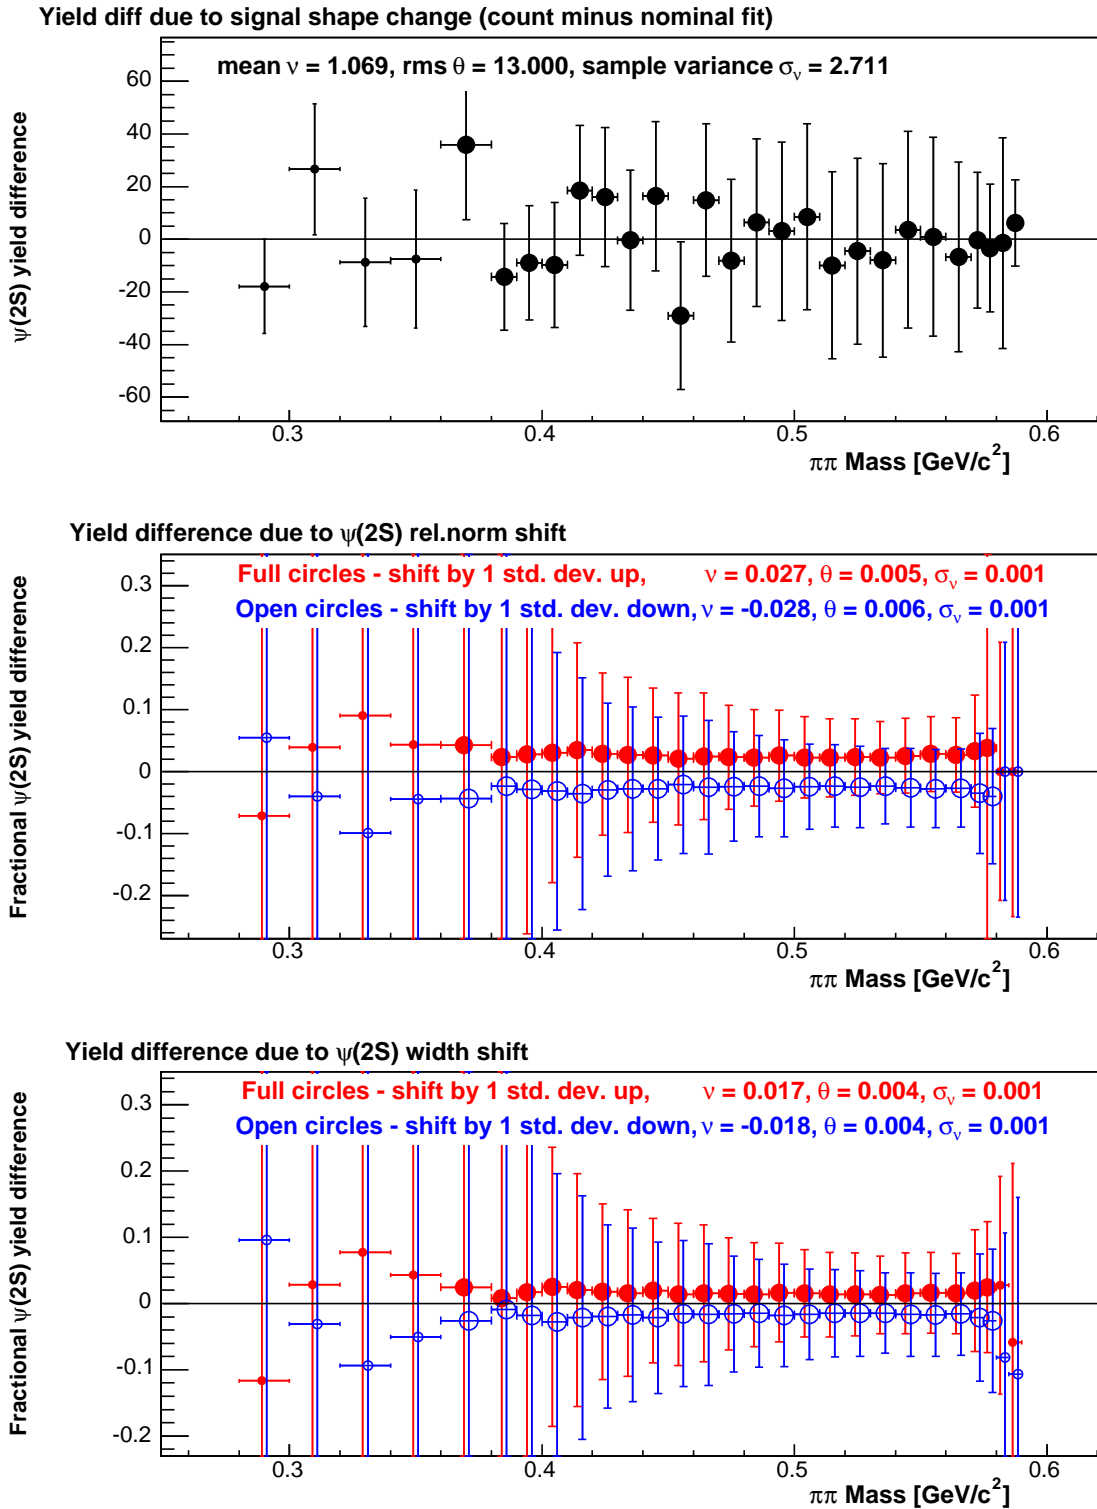 Yield diff due to signal shape change (count minus nominal fit)
mean ν = 1.069, rms θ = 13.000, sample variance σν = 2.711
ψ(2S) yield difference
60
40
20
0
-20
-40
-60
0.3 0.4 0.5 0.6
ππ Mass [GeV/c²]
Yield difference due to ψ(2S) rel.norm shift
Full circles - shift by 1 std. dev. up, ν = 0.027, θ = 0.005, σν = 0.001
Open circles - shift by 1 std. dev. down, ν = -0.028, θ = 0.006, σν = 0.001
Fractional ψ(2S) yield difference
0.3
0.2
0.1
0
-0.1
-0.2
0.3 0.4 0.5 0.6
ππ Mass [GeV/c²]
Yield difference due to ψ(2S) width shift
Full circles - shift by 1 std. dev. up, ν = 0.017, θ = 0.004, σν = 0.001
Open circles - shift by 1 std. dev. down, ν = -0.018, θ = 0.004, σν = 0.001
Fractional ψ(2S) yield difference
0.3
0.2
0.1
0
-0.1
-0.2
0.3 0.4 0.5 0.6
ππ Mass [GeV/c²]